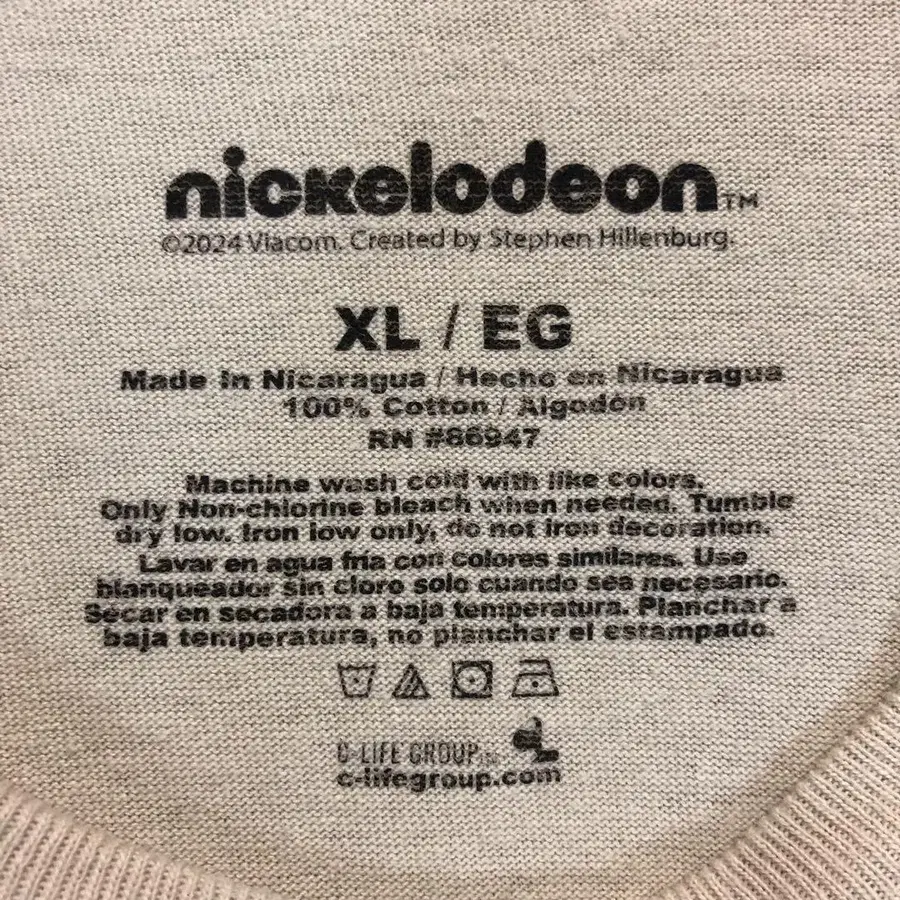 nickelodeon™
©2024 Viacom. Created by Stephen Hillenburg.
XL / EG
Made in Nicaragua / Hecho en Nicaragua
100% Cotton / Algodón
RN #86947
Machine wash cold with like colors.
Only Non-chlorine bleach when needed. Tumble
dry low. Iron low only, do not iron decoration.
Lavar en agua fría con colores similares. Use
blanqueador sin cloro solo cuando sea necesario.
Secar en secadora a baja temperatura. Planchar a
baja temperatura, no planchar el estampado.
C-LIFE GROUP
c-lifegroup.com